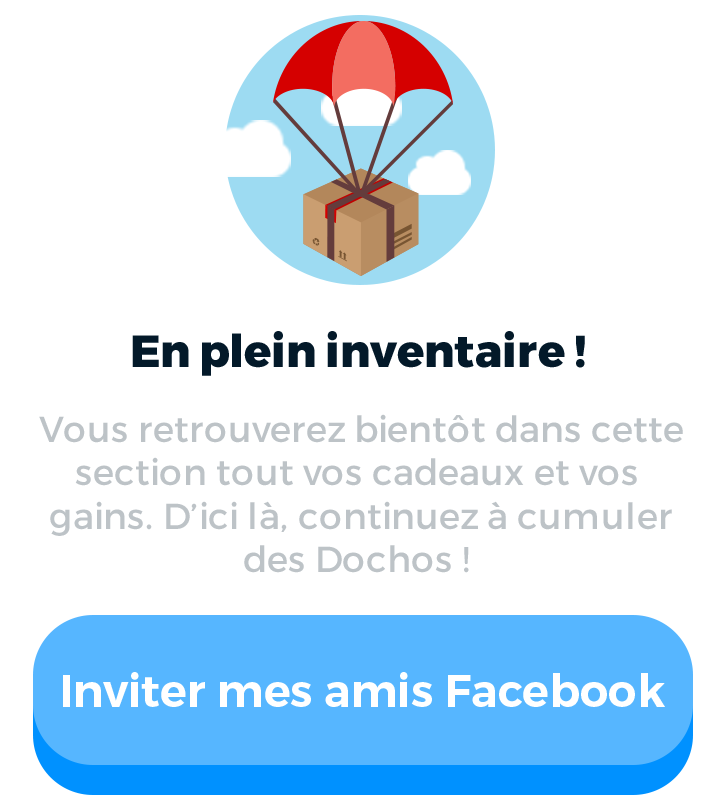 En plein inventaire !
Vous retrouverez bientôt dans cette
section tout vos cadeaux et vos
gains. D’ici là, continuez à cumuler
des Dochos !
Inviter mes amis Facebook